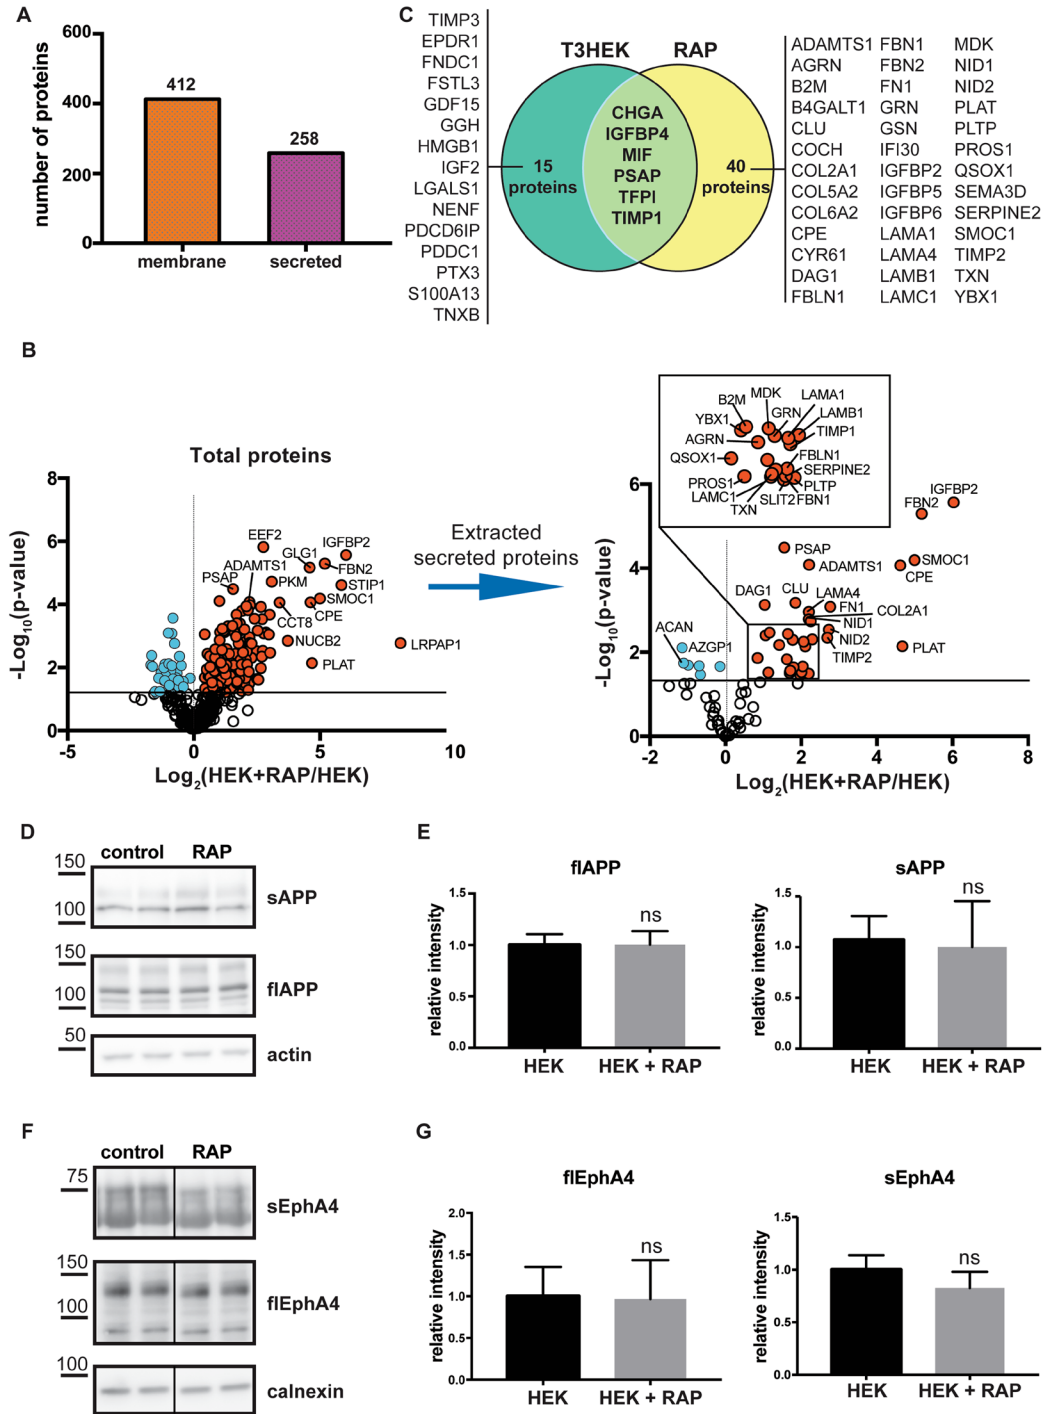 A
number of proteins
600
400
200
0
412
258
membrane
secreted
C
TIMP3
EPDR1
FNDC1
FSTL3
GDF15
GGH
HMGB1
IGF2
LGALS1
NENF
PDCD6IP
PDDC1
PTX3
S100A13
TNXB
T3HEK
RAP
15
proteins
CHGA
IGFBP4
MIF
PSAP
TFPI
TIMP1
40
proteins
ADAMTS1 FBN1 MDK
AGRN FBN2 NID1
B2M FN1 NID2
B4GALT1 GRN PLAT
CLU GSN PLTP
COCH IFI30 PROS1
COL2A1 IGFBP2 QSOX1
COL5A2 IGFBP5 SEMA3D
COL6A2 IGFBP6 SERPINE2
CPE LAMA1 SMOC1
CYR61 LAMA4 TIMP2
DAG1 LAMB1 TXN
FBLN1 LAMC1 YBX1
B
Total proteins
-Log10(p-value)
8
6
4
2
0
-5
0
5
10
Log2(HEK+RAP/HEK)
EEF2
IGFBP2
GLG1
FBN2
ADAMTS1
PSAP
PKM
STIP1
SMOC1
CCT8
CPE
NUCB2
LRPAP1
PLAT
Extracted
secreted proteins
MDK
LAMA1
B2M
GRN
LAMB1
YBX1
TIMP1
AGRN
QSOX1
FBLN1
SERPINE2
PROS1
PLTP
LAMC1
SLIT2
FBN1
TXN
-Log10(p-value)
6
4
2
0
-2
0
2
4
6
8
Log2(HEK+RAP/HEK)
IGFBP2
FBN2
PSAP
ADAMTS1
SMOC1
CPE
DAG1
CLU
LAMA4
FN1
COL2A1
NID1
NID2
TIMP2
PLAT
ACAN
AZGP1
D
control RAP
150
100
sAPP
150
100
flAPP
50
actin
E
flAPP
relative intensity
1.5
1.0
0.5
0.0
ns
HEK
HEK + RAP
sAPP
relative intensity
1.5
1.0
0.5
0.0
ns
HEK
HEK + RAP
F
control RAP
75
sEphA4
150
100
flEphA4
100
calnexin
G
flEphA4
relative intensity
2.0
1.5
1.0
0.5
0.0
ns
HEK
HEK + RAP
sEphA4
relative intensity
1.5
1.0
0.5
0.0
ns
HEK
HEK + RAP